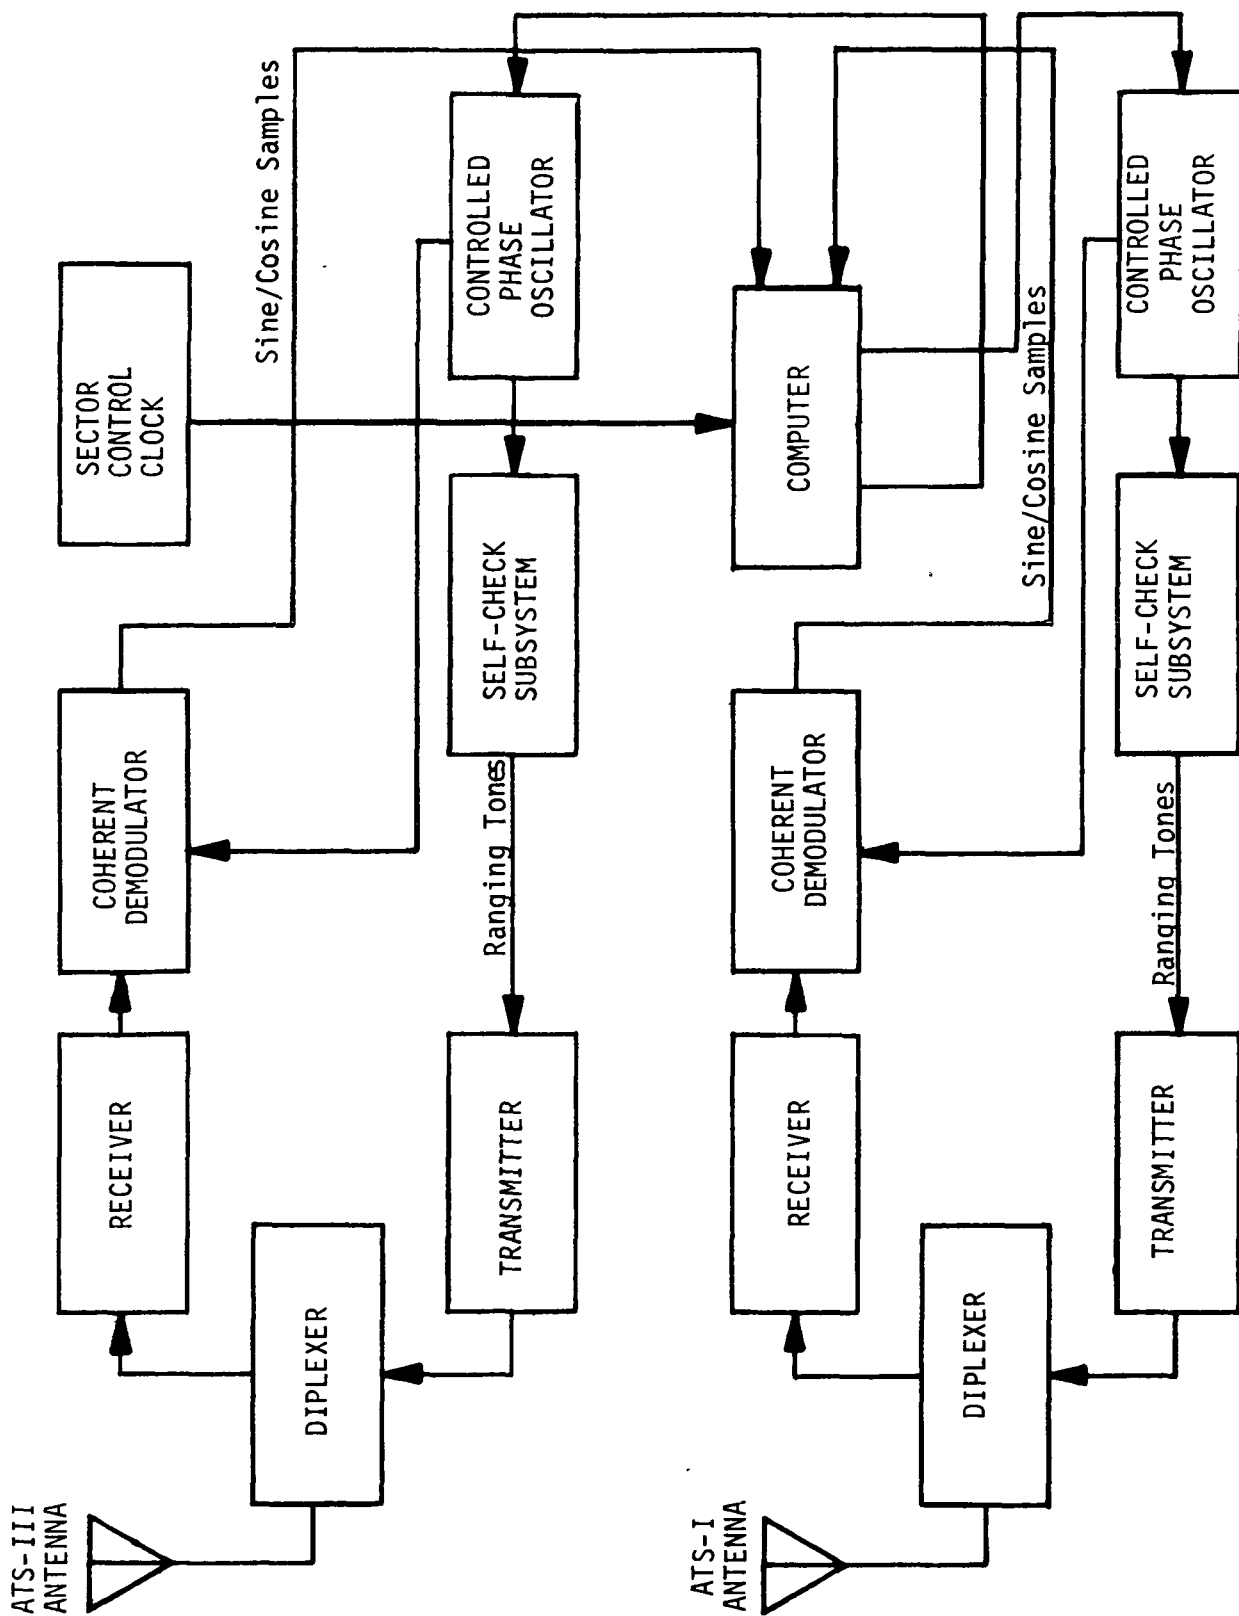 ATS-III
ANTENNA
DIPLEXER
RECEIVER
COHERENT
DEMODULATOR
SECTOR
CONTROL
CLOCK
Sine/Cosine Samples
TRANSMITTER
Ranging Tones
SELF-CHECK
SUBSYSTEM
CONTROLLED
PHASE
OSCILLATOR
ATS-I
ANTENNA
DIPLEXER
RECEIVER
COHERENT
DEMODULATOR
COMPUTER
Sine/Cosine Samples
TRANSMITTER
Ranging Tones
SELF-CHECK
SUBSYSTEM
CONTROLLED
PHASE
OSCILLATOR